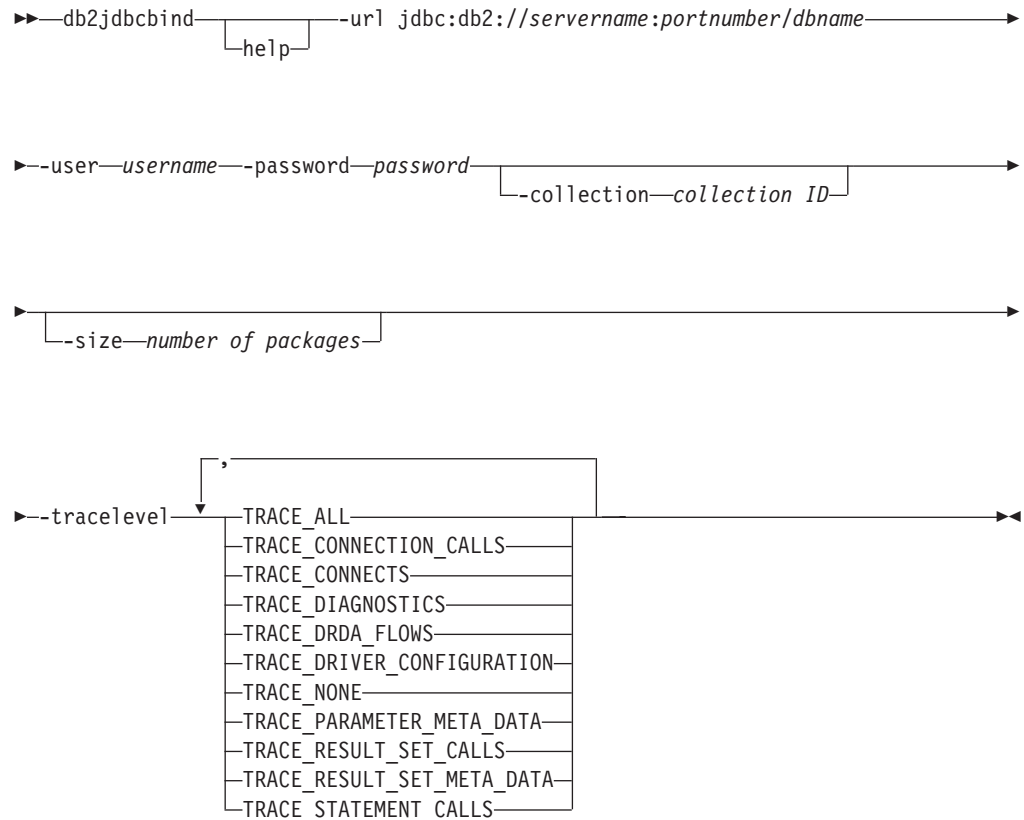 db2jdbcbind -url jdbc:db2://servername:portnumber/dbname
help
-user username -password password
-collection collection ID
-size number of packages
,
-tracelevel TRACE_ALL
TRACE_CONNECTION_CALLS
TRACE_CONNECTS
TRACE_DIAGNOSTICS
TRACE_DRDA_FLOWS
TRACE_DRIVER_CONFIGURATION
TRACE_NONE
TRACE_PARAMETER_META_DATA
TRACE_RESULT_SET_CALLS
TRACE_RESULT_SET_META_DATA
TRACE_STATEMENT_CALLS